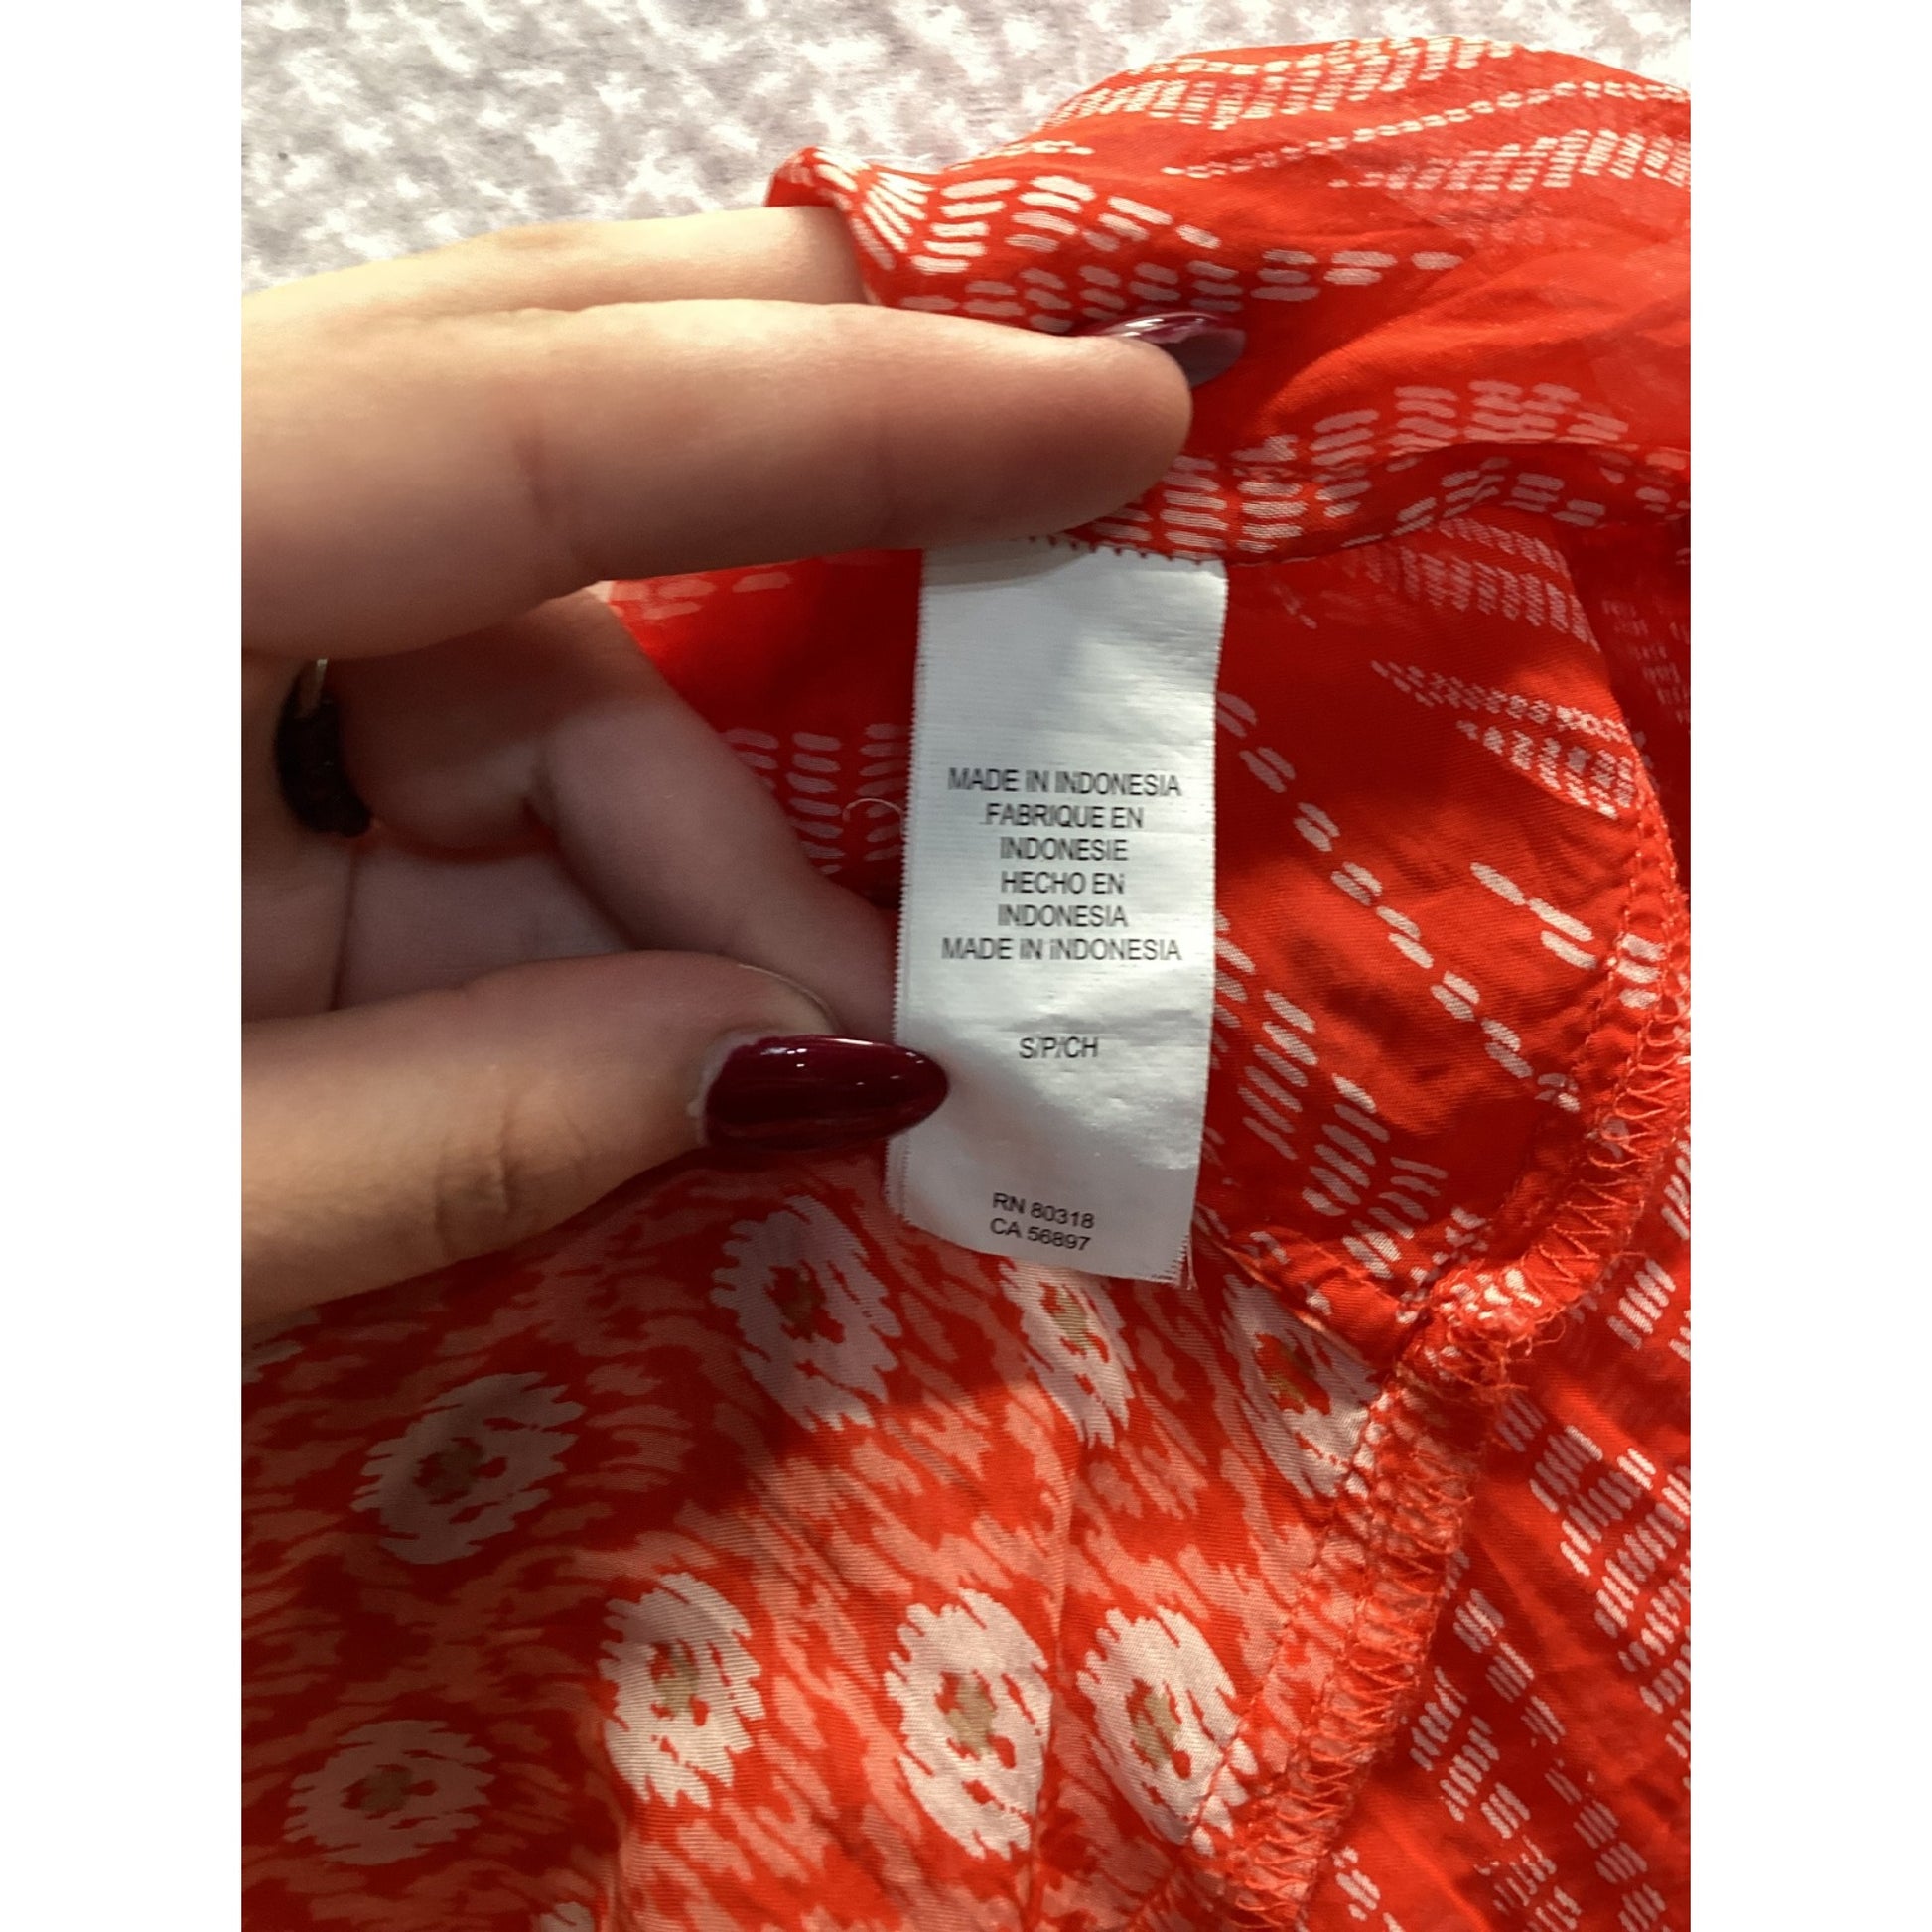 MADE IN INDONESIA
FABRIQUE EN
INDONESIE
HECHO EN
INDONESIA
MADE IN INDONESIA
S/P/CH
RN 80318
CA 56897